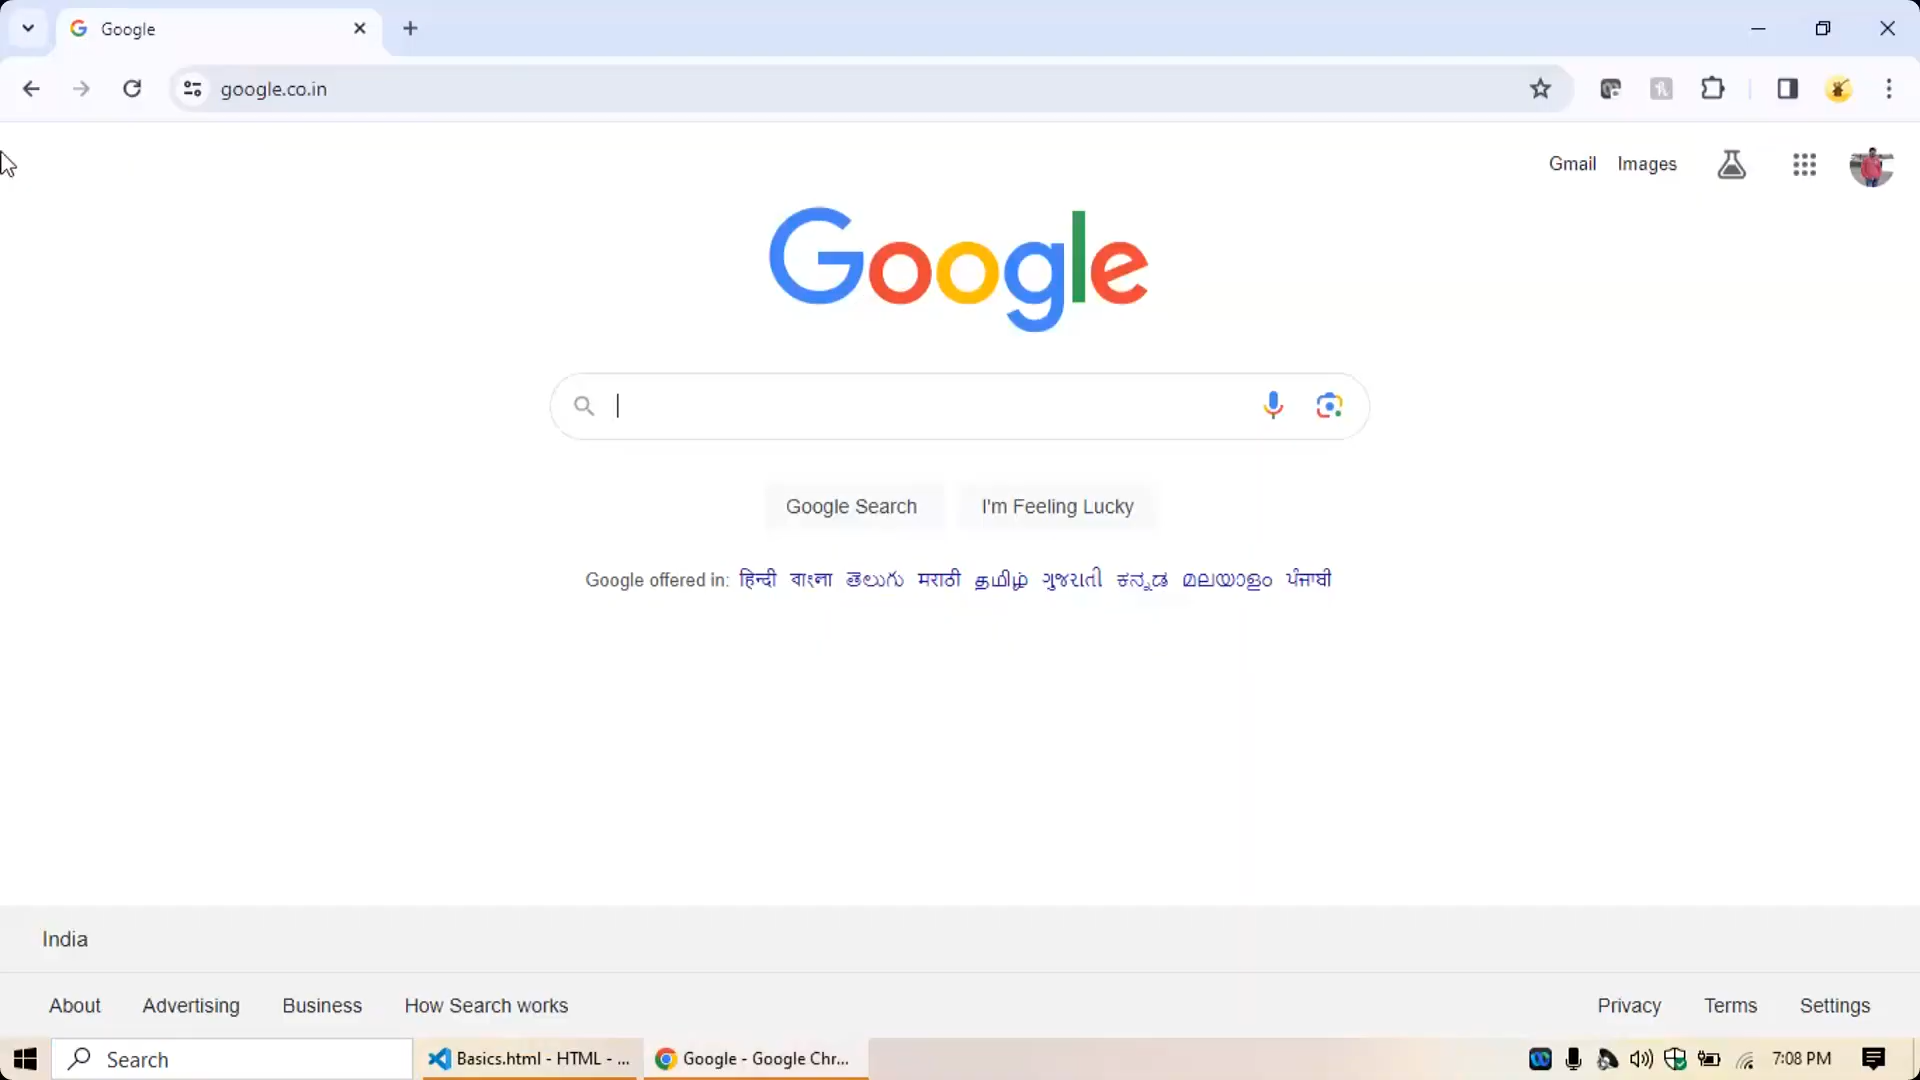 Google
google.co.in
Gmail Images
Google
Google Search I'm Feeling Lucky
Google offered in: हिन्दी বাংলা తెలుగు मराठी தமிழ் ગુજરાતી ಕನ್ನಡ മലയാളം ਪੰਜਾਬੀ
India
About Advertising Business How Search works Privacy Terms Settings
Search Basics.html - HTML - ... Google - Google Chr... 7:08 PM